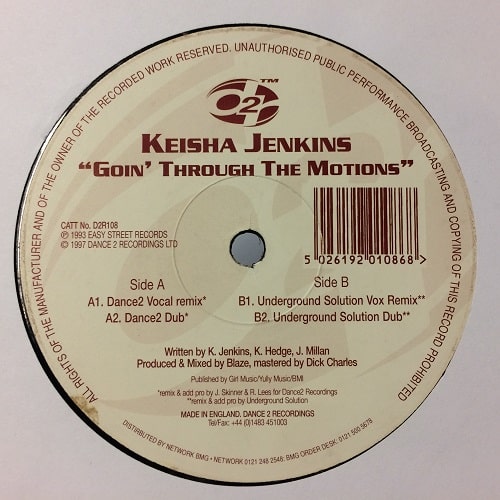 ALL RIGHTS OF THE MANUFACTURER AND OF THE OWNER OF THE RECORDED WORK RESERVED. UNAUTHORISED PUBLIC PERFORMANCE BROADCASTING AND COPYING OF THIS RECORD PROHIBITED
2 TM
KEISHA JENKINS
"GOIN' THROUGH THE MOTIONS"
CATT No. D2R108
℗ 1993 EASY STREET RECORDS
© 1997 DANCE 2 RECORDINGS LTD
5 026192 010868 >
Side A
A1. Dance2 Vocal remix*
A2. Dance2 Dub*
Side B
B1. Underground Solution Vox Remix**
B2. Underground Solution Dub**
Written by K. Jenkins, K. Hedge, J. Millan
Produced & Mixed by Blaze, mastered by Dick Charles
Published by Girl Music/Yully Music/BMI
*remix & add pro by J. Skinner & R. Lees for Dance2 Recordings
**remix & add pro by Underground Solution
MADE IN ENGLAND. DANCE 2 RECORDINGS
Tel/Fax: +44 (0)1483 451003
DISTIRBUTED BY NETWORK BMG • NETWORK 0121 248 2548: BMG ORDER DESK: 0121 500 5678